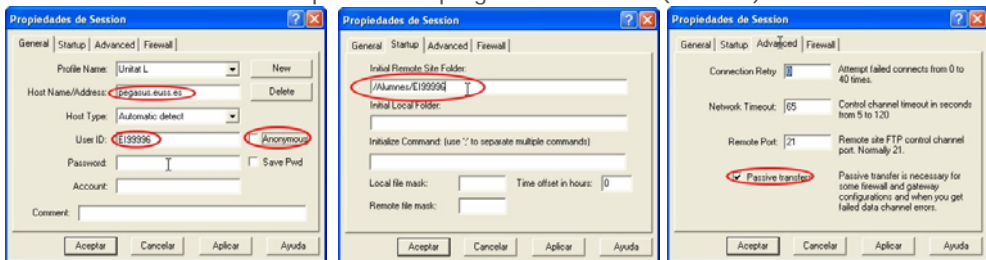 Propiedades de Session
General Startup Advanced Firewall
Profile Name: Unitat L New
Host Name/Address: pegasus.euss.es Delete
Host Type: Automatic detect
User ID: E199996 Anonymous
Password: Save Pwd
Account:
Comment:
Aceptar Cancelar Aplicar Ayuda
Propiedades de Session
General Startup Advanced Firewall
Initial Remote Site Folder:
/Alumnes/E199996
Initial Local Folder:
Initialize Command: (use ';' to separate multiple commands)
Local file mask: Time offset in hours: 0
Remote file mask:
Aceptar Cancelar Aplicar Ayuda
Propiedades de Session
General Startup Advanced Firewall
Connection Retry: 0 Attempt failed connects from 0 to
40 times.
Network Timeout: 65 Control channel timeout in seconds
from 5 to 120
Remote Port: 21 Remote site FTP control channel
port. Normally 21.
Passive transfers Passive transfer is necessary for
some firewall and gateway
configurations and when you get
failed data channel errors.
Aceptar Cancelar Aplicar Ayuda